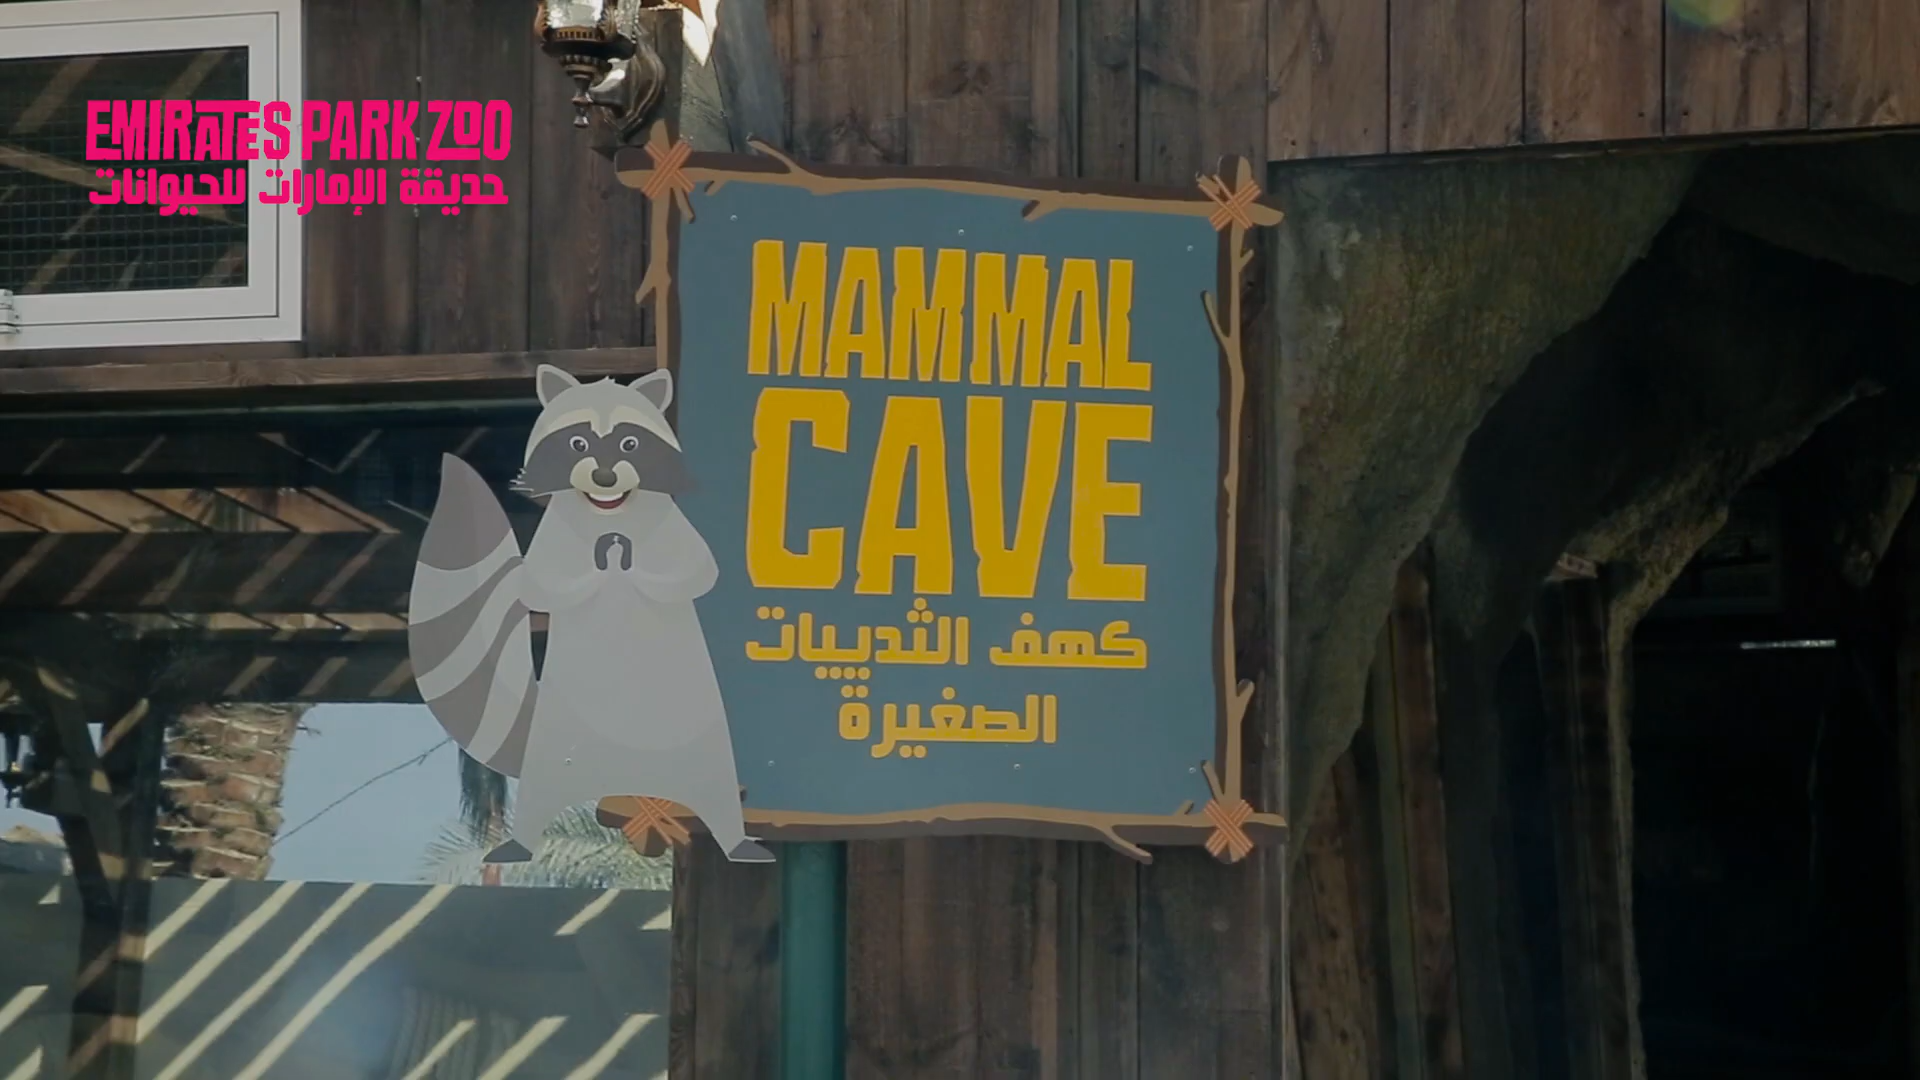 EMIRATES PARK ZOO
حديقة الإمارات للحيوانات
MAMMAL
CAVE
كهف الثدييات
الصغيرة